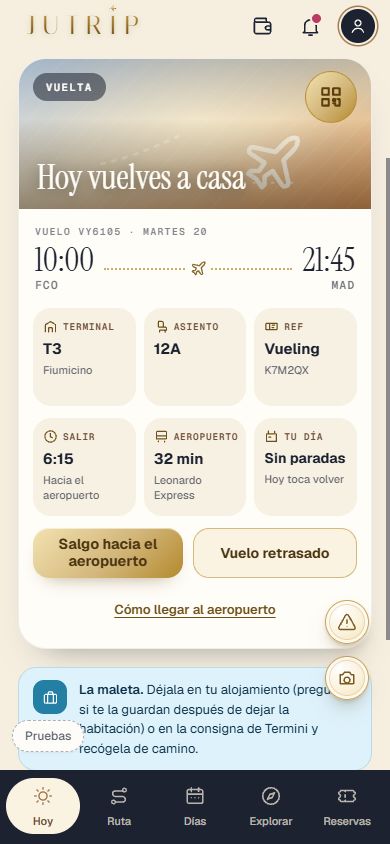 JUTRIP
VUELTA
Hoy vuelves a casa
VUELO VY6105 · MARTES 20
10:00 21:45
FCO MAD
TERMINAL
T3
Fiumicino
ASIENTO
12A
REF
Vueling
K7M2QX
SALIR
6:15
Hacia el
aeropuerto
AEROPUERTO
32 min
Leonardo
Express
TU DÍA
Sin paradas
Hoy toca volver
Salgo hacia el
aeropuerto
Vuelo retrasado
Cómo llegar al aeropuerto
La maleta. Déjala en tu alojamiento (pregu
si te la guardan después de dejar la
habitación) o en la consigna de Termini y
recógela de camino.
Pruebas
Hoy Ruta Días Explorar Reservas